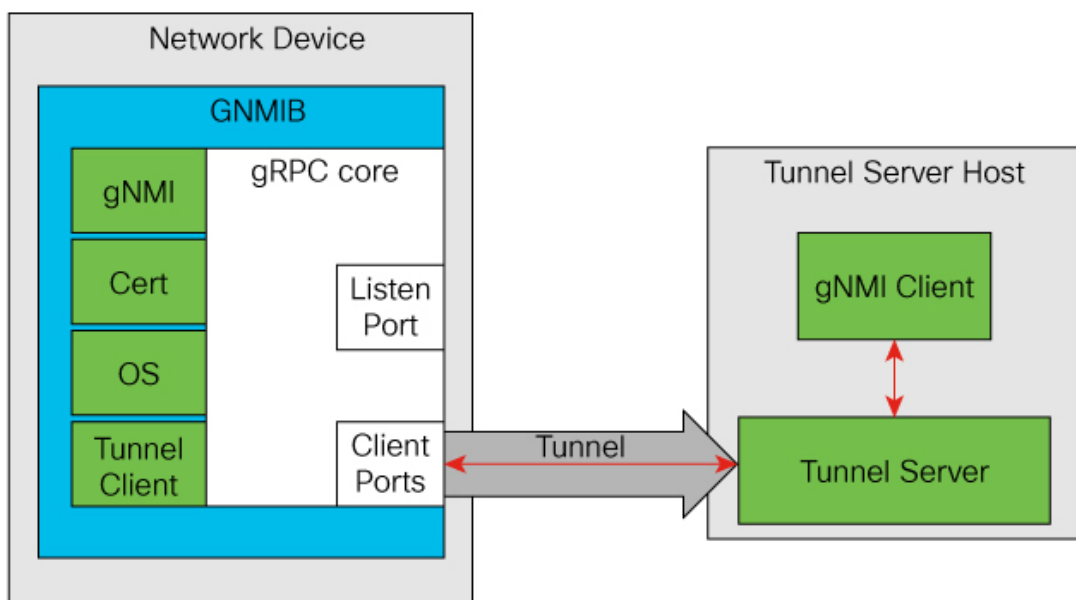 Network Device
GNMIB
gNMI
gRPC core
Cert
Listen
Port
OS
Tunnel
Client
Client
Ports
Tunnel
Tunnel Server Host
gNMI Client
Tunnel Server